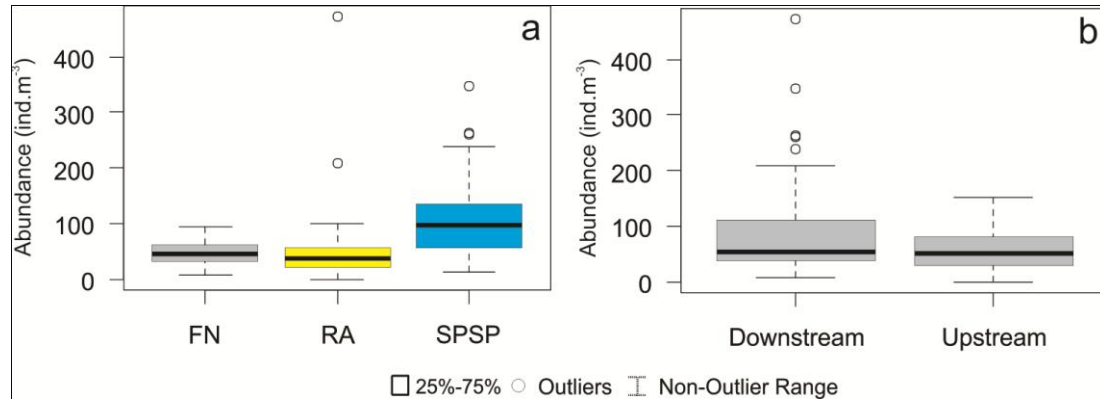 a
Abundance (ind.m⁻³)
400
300
200
100
0
FN RA SPSP
b
Abundance (ind.m⁻³)
400
300
200
100
0
Downstream Upstream
25%-75% Outliers Non-Outlier Range